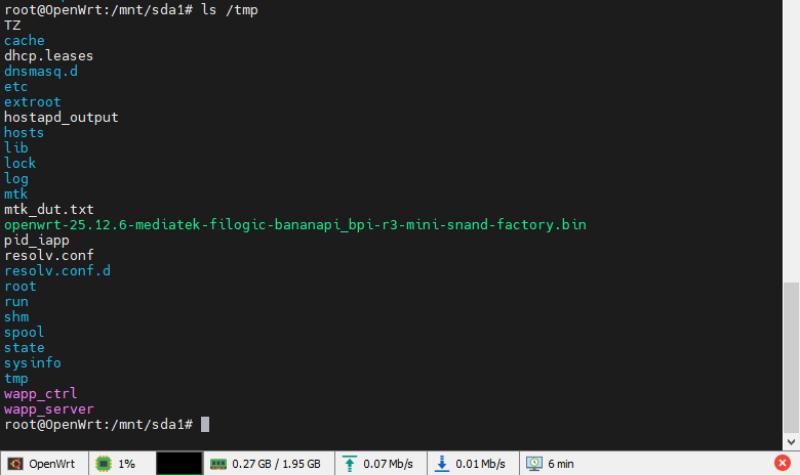 root@OpenWrt:/mnt/sda1# ls /tmp
TZ
cache
dhcp.leases
dnsmasq.d
etc
extroot
hostapd_output
hosts
lib
lock
log
mtk
mtk_dut.txt
openwrt-25.12.6-mediatek-filogic-bananapi_bpi-r3-mini-snand-factory.bin
pid_iapp
resolv.conf
resolv.conf.d
root
run
shm
spool
state
sysinfo
tmp
wapp_ctrl
wapp_server
root@OpenWrt:/mnt/sda1#
OpenWrt 1% 0.27 GB / 1.95 GB 0.07 Mb/s 0.01 Mb/s 6 min